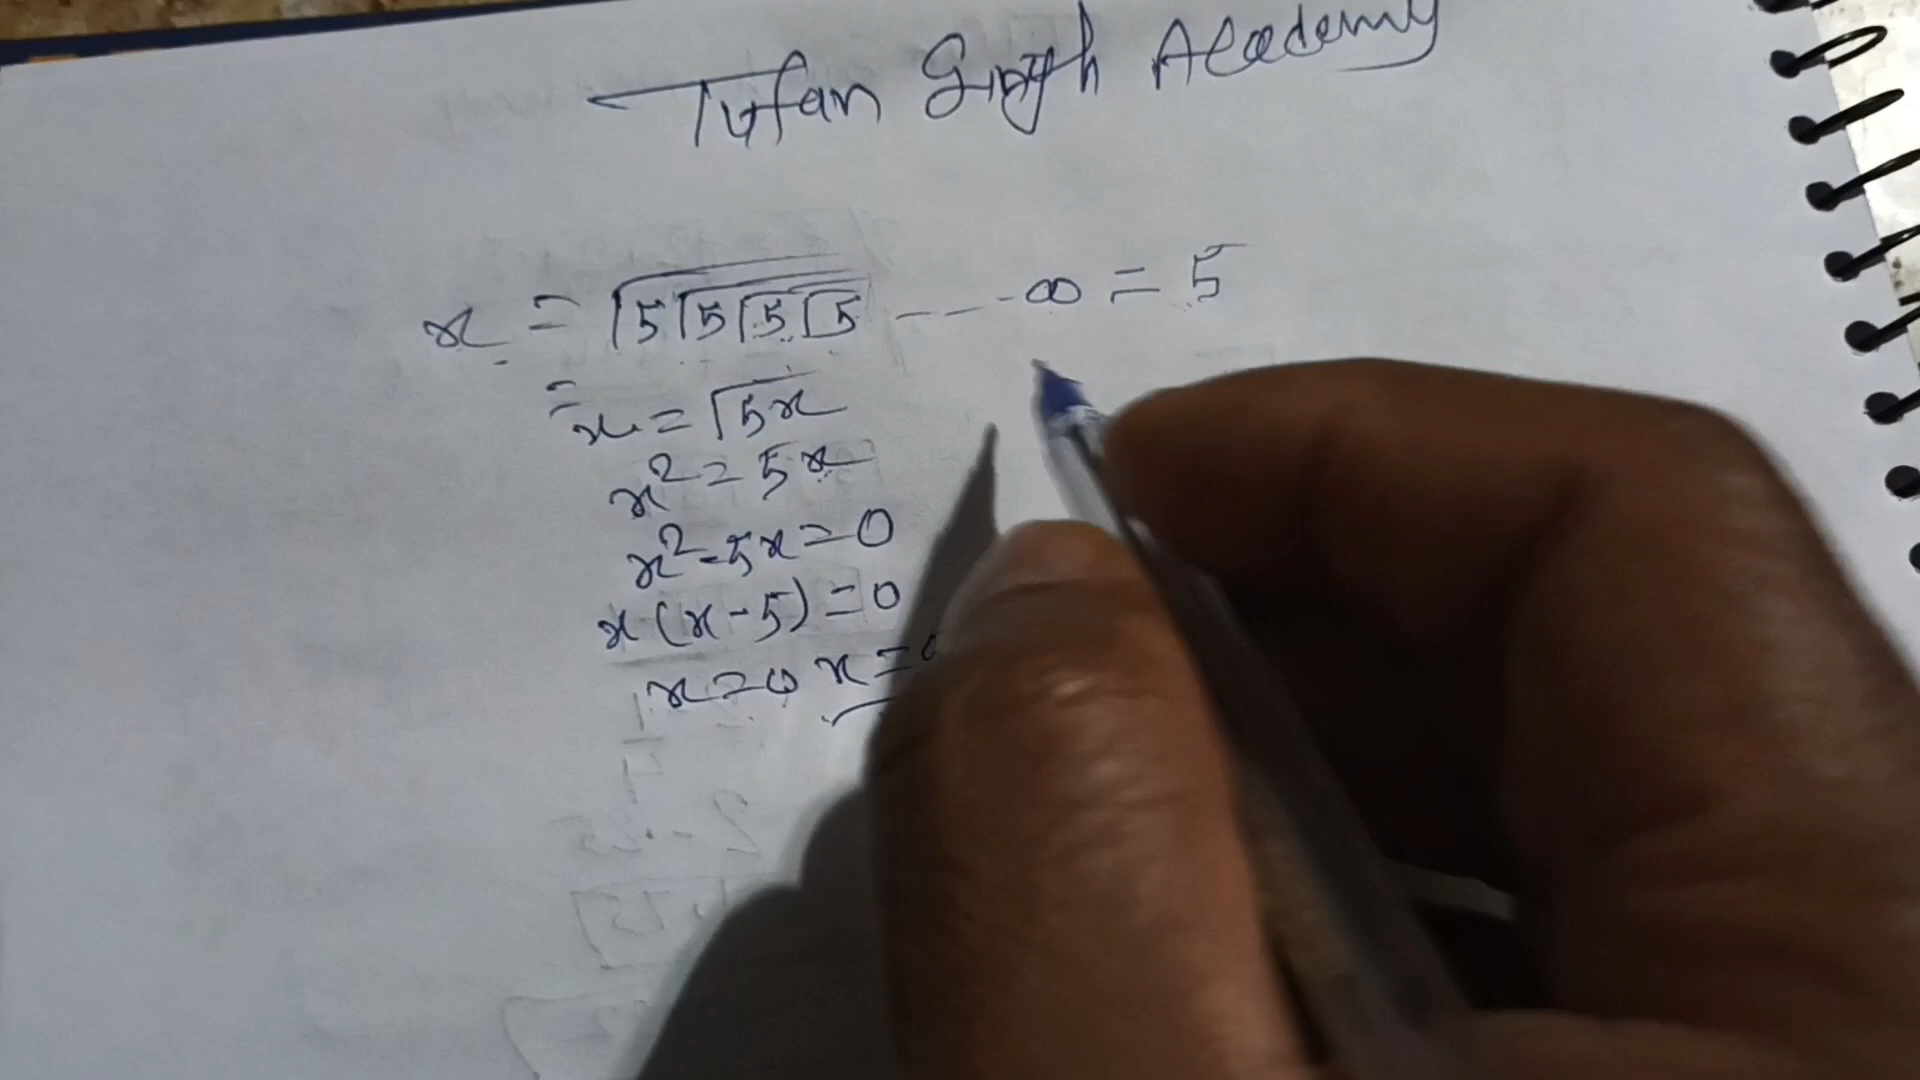 Tufan Singh Academy
x = √5√5√5√5 --- ∞ = 5
= x = √5x
x² = 5x
x² - 5x = 0
x(x - 5) = 0
x = 0 x =